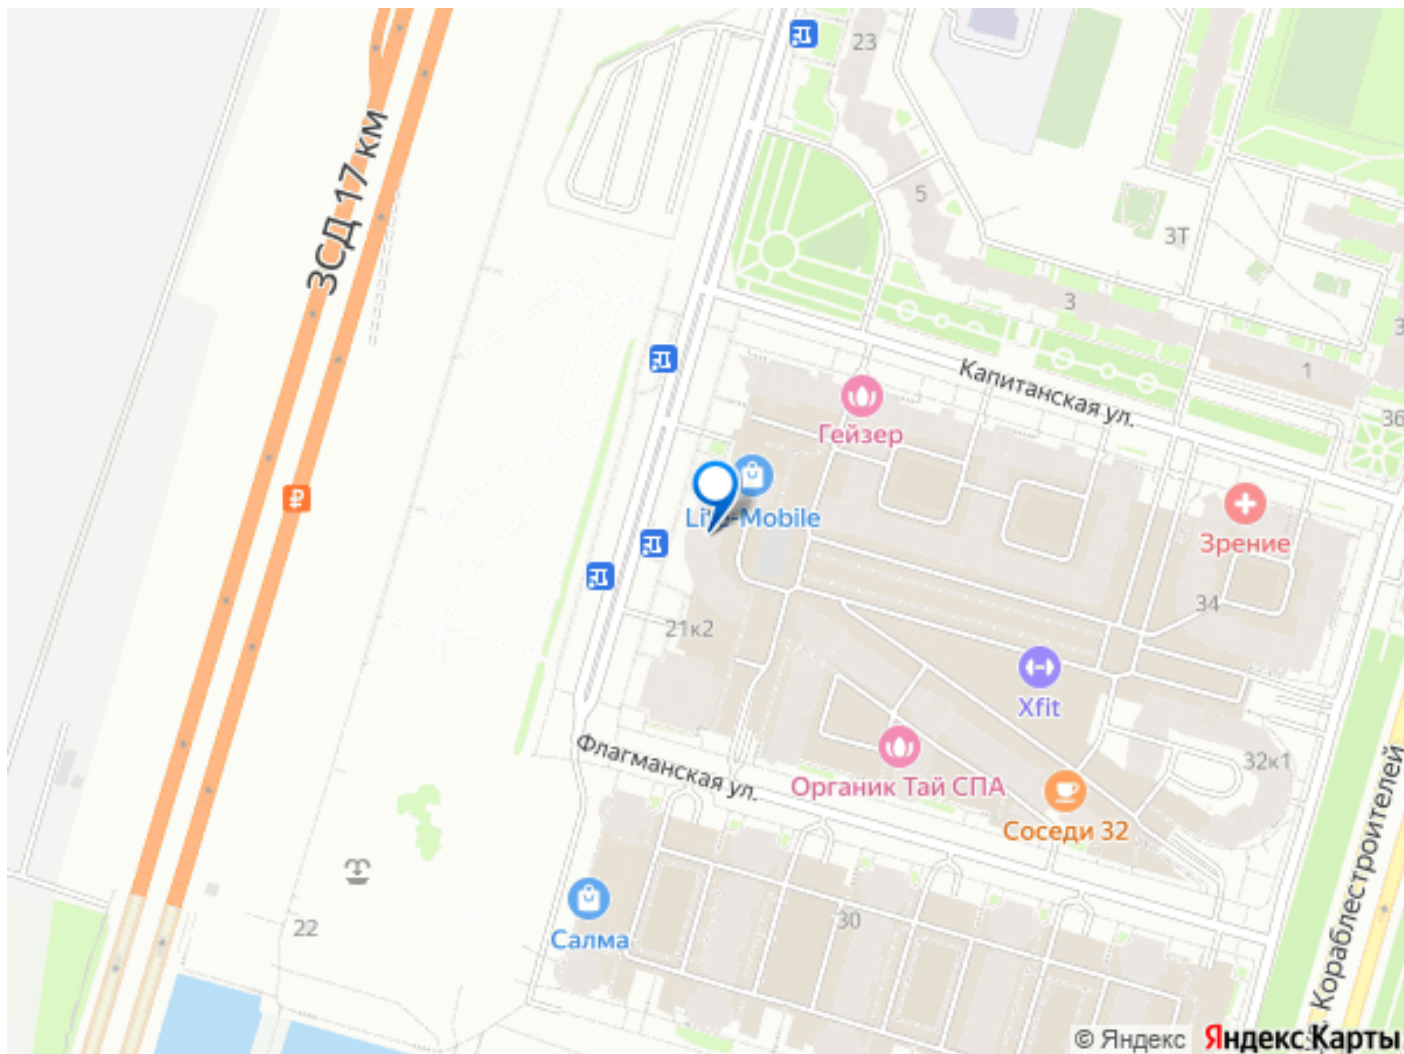 23
ЗСД 17 км
5
3Т
3
1
36
Капитанская ул.
Гейзер
Зрение
34
21к2
Xfit
Флагманская ул.
Органик Тай СПА
32к1
Соседи 32
Кораблестроителей
Салма
30
22
© Яндекс Яндекс Карты